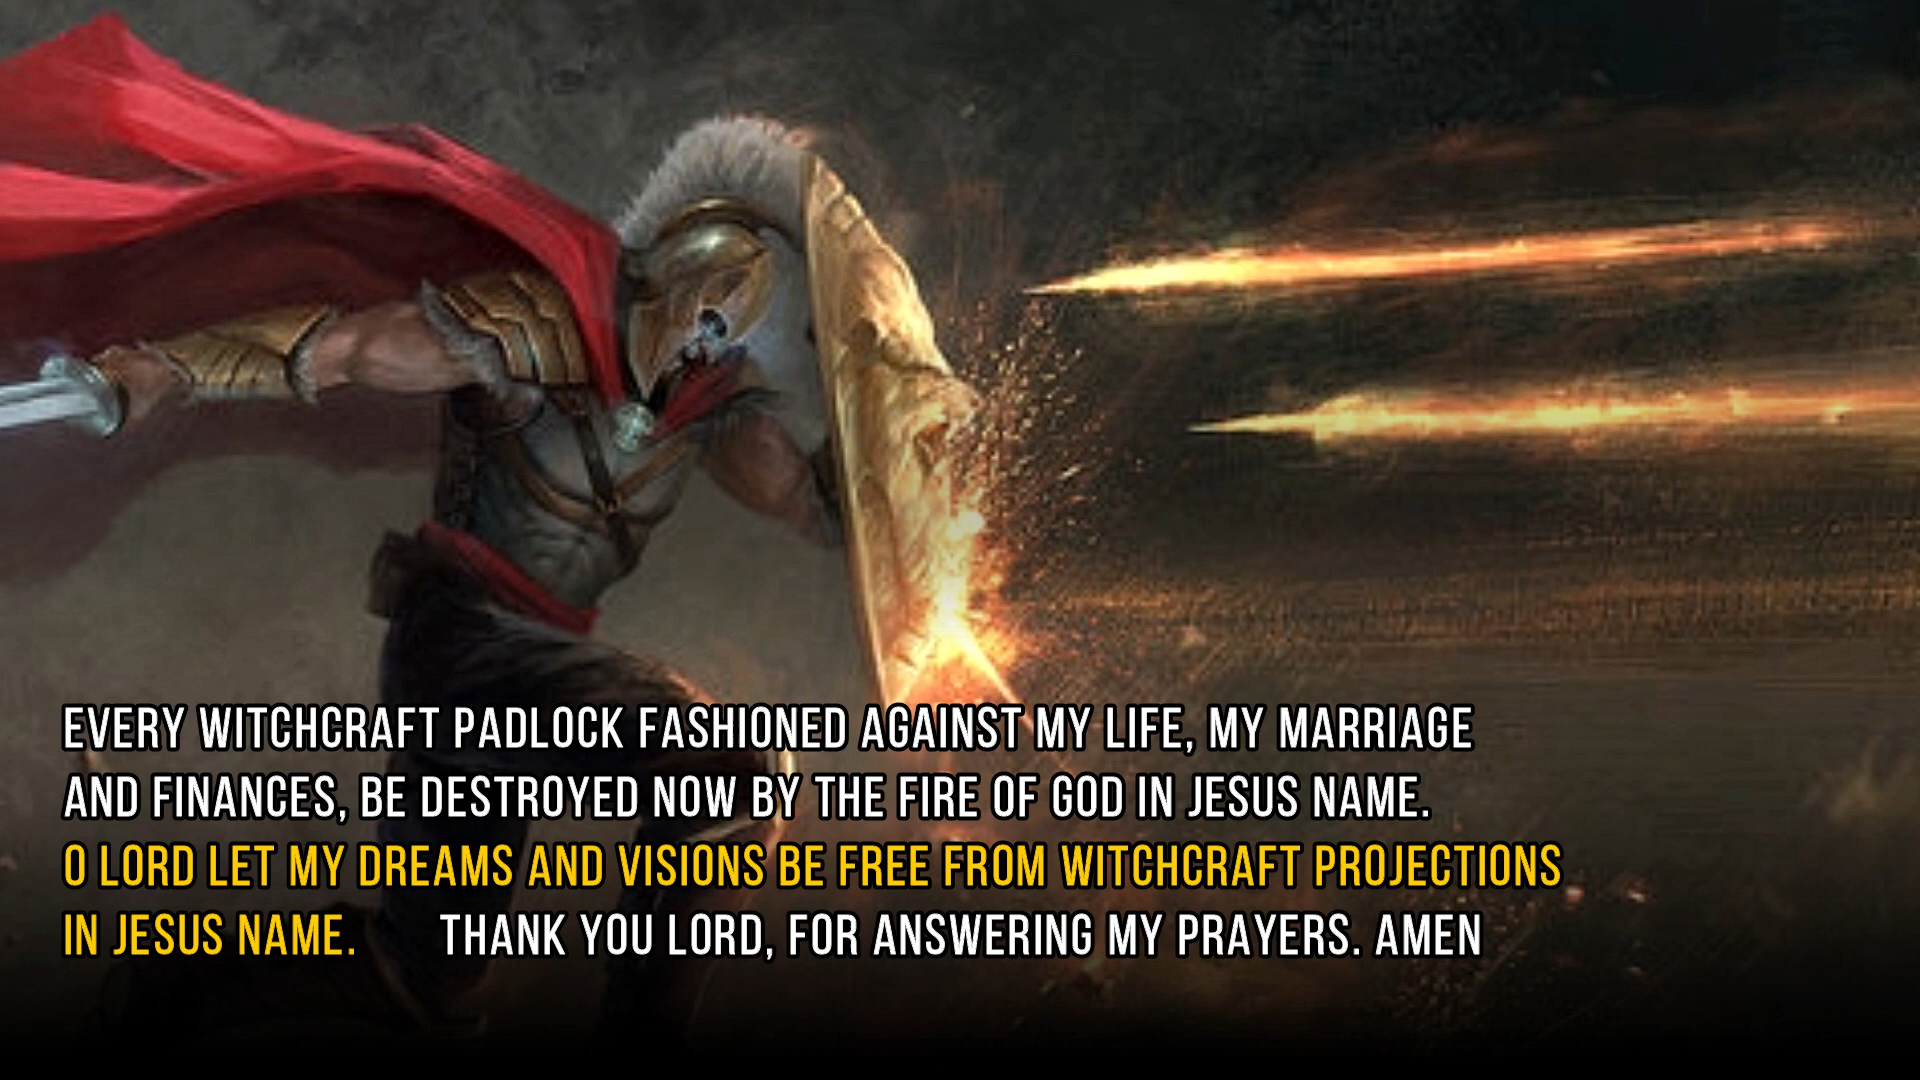 EVERY WITCHCRAFT PADLOCK FASHIONED AGAINST MY LIFE, MY MARRIAGE
AND FINANCES, BE DESTROYED NOW BY THE FIRE OF GOD IN JESUS NAME.
O LORD LET MY DREAMS AND VISIONS BE FREE FROM WITCHCRAFT PROJECTIONS
IN JESUS NAME. THANK YOU LORD, FOR ANSWERING MY PRAYERS. AMEN